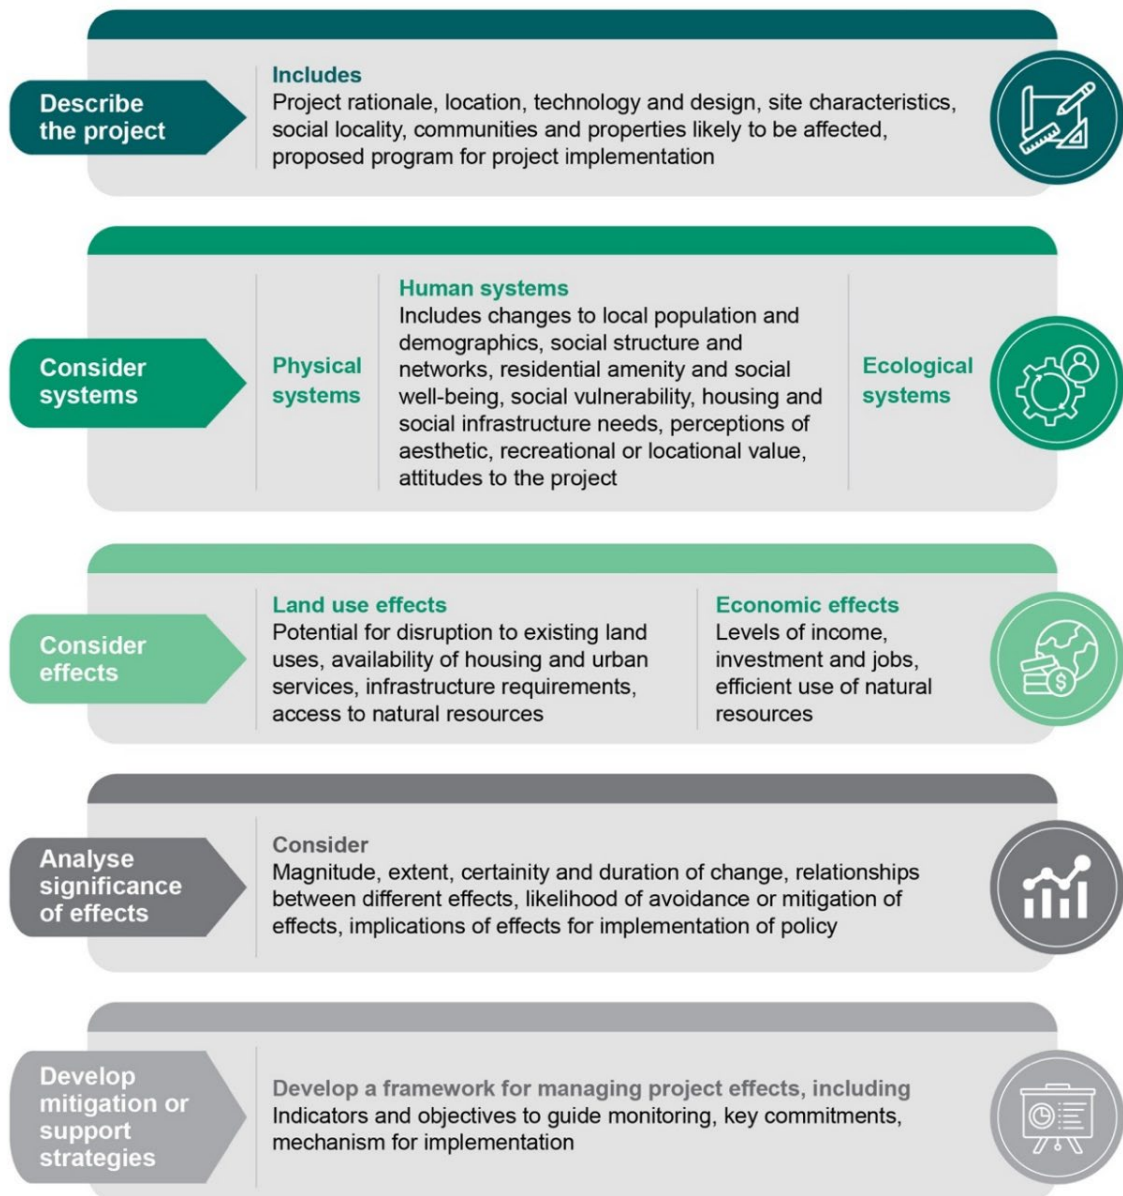 Describe
the project
Includes
Project rationale, location, technology and design, site characteristics,
social locality, communities and properties likely to be affected,
proposed program for project implementation
Consider
systems
Physical
systems
Human systems
Includes changes to local population and
demographics, social structure and
networks, residential amenity and social
well-being, social vulnerability, housing and
social infrastructure needs, perceptions of
aesthetic, recreational or locational value,
attitudes to the project
Ecological
systems
Consider
effects
Land use effects
Potential for disruption to existing land
uses, availability of housing and urban
services, infrastructure requirements,
access to natural resources
Economic effects
Levels of income,
investment and jobs,
efficient use of natural
resources
$
Analyse
significance
of effects
Consider
Magnitude, extent, certainity and duration of change, relationships
between different effects, likelihood of avoidance or mitigation of
effects, implications of effects for implementation of policy
Develop
mitigation or
support
strategies
Develop a framework for managing project effects, including
Indicators and objectives to guide monitoring, key commitments,
mechanism for implementation